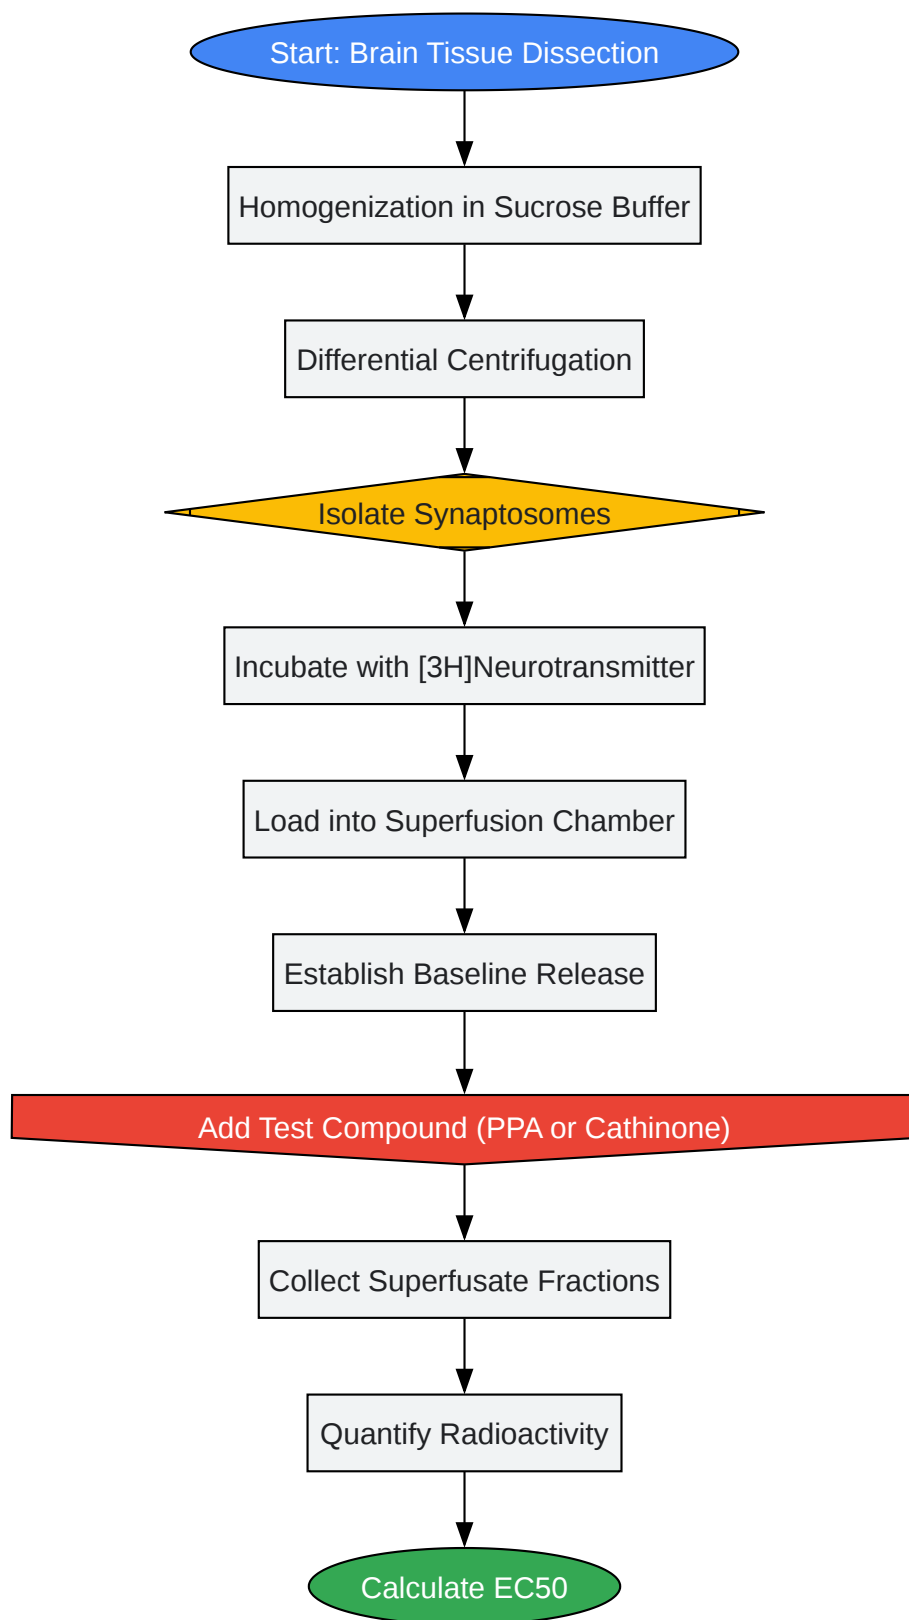 Start: Brain Tissue Dissection
Homogenization in Sucrose Buffer
Differential Centrifugation
Isolate Synaptosomes
Incubate with [3H]Neurotransmitter
Load into Superfusion Chamber
Establish Baseline Release
Add Test Compound (PPA or Cathinone)
Collect Superfusate Fractions
Quantify Radioactivity
Calculate EC50